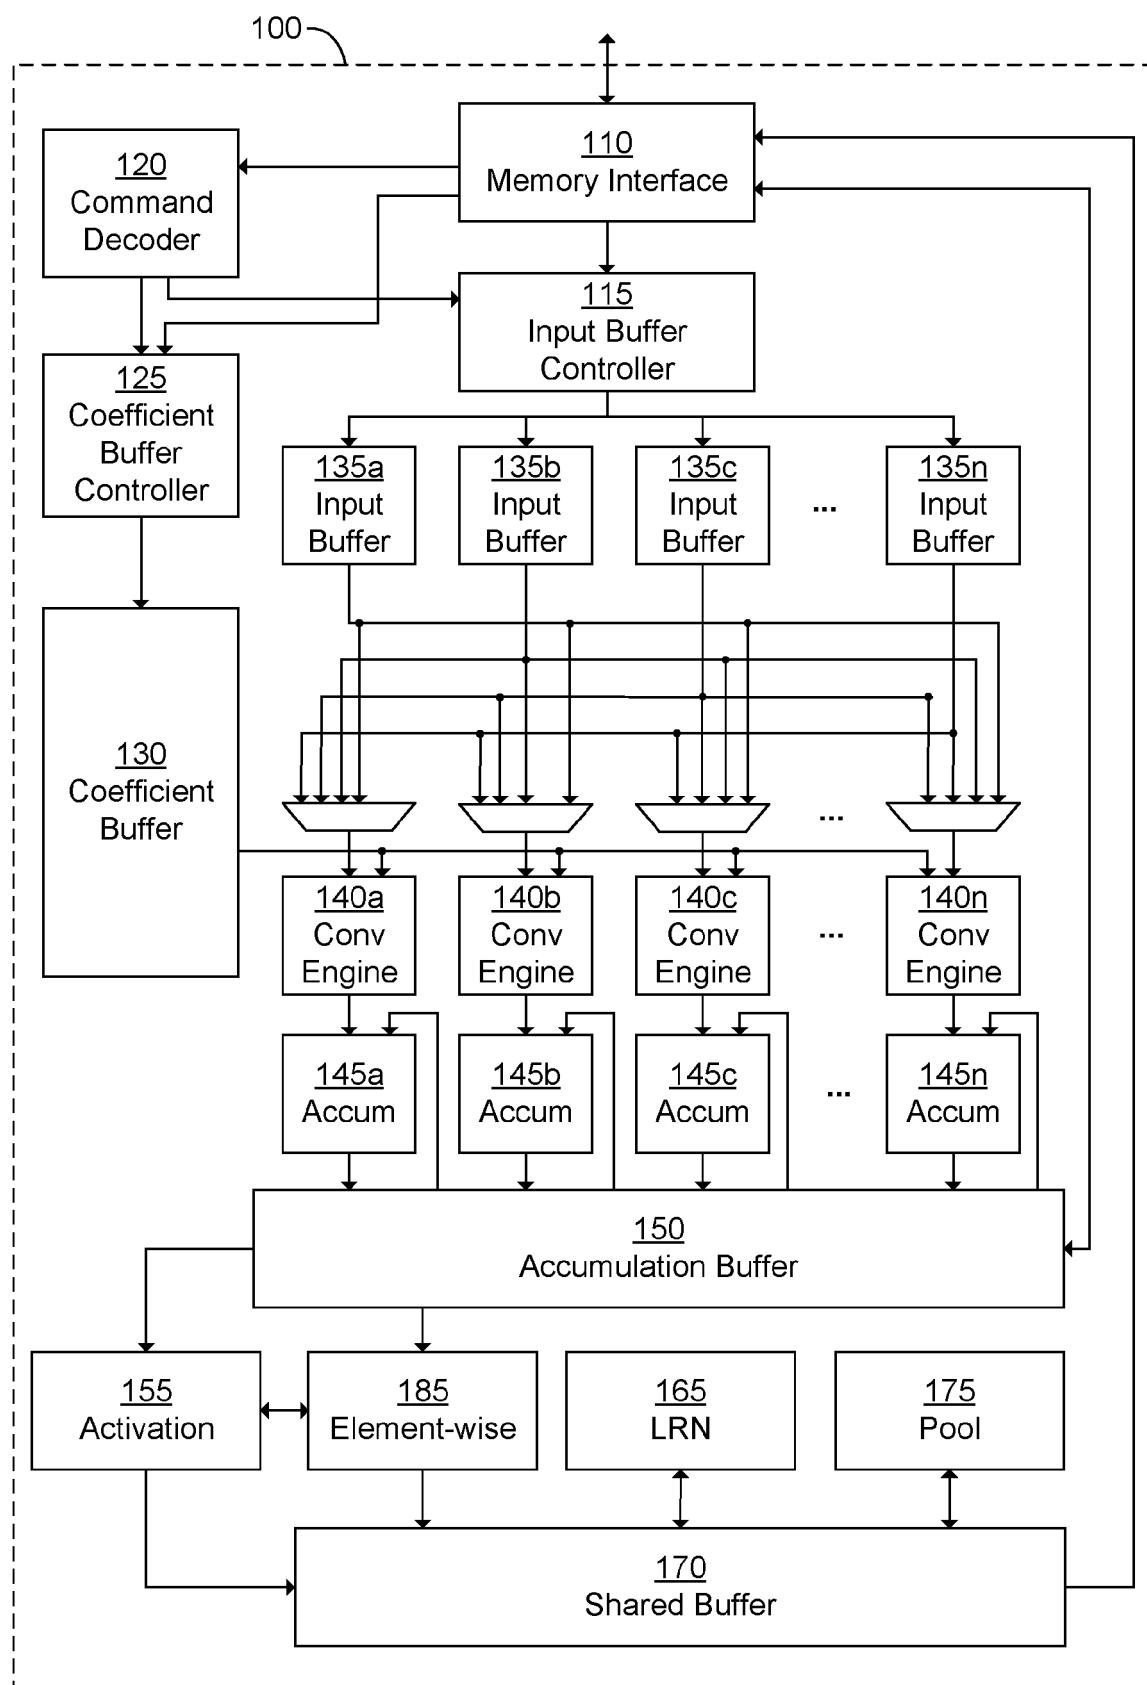 100
110
Memory Interface
120
Command
Decoder
115
Input Buffer
Controller
125
Coefficient
Buffer
Controller
135a
Input
Buffer
135b
Input
Buffer
135c
Input
Buffer
...
135n
Input
Buffer
130
Coefficient
Buffer
...
140a
Conv
Engine
140b
Conv
Engine
140c
Conv
Engine
...
140n
Conv
Engine
145a
Accum
145b
Accum
145c
Accum
...
145n
Accum
150
Accumulation Buffer
155
Activation
185
Element-wise
165
LRN
175
Pool
170
Shared Buffer